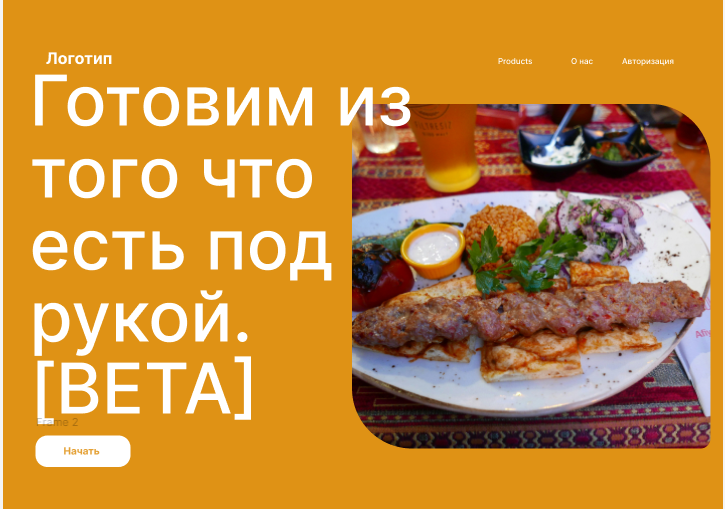 Логотип
Products
О нас
Авторизация
Готовим из
того что
есть под
рукой.
[BETA]
Frame 2
Начать